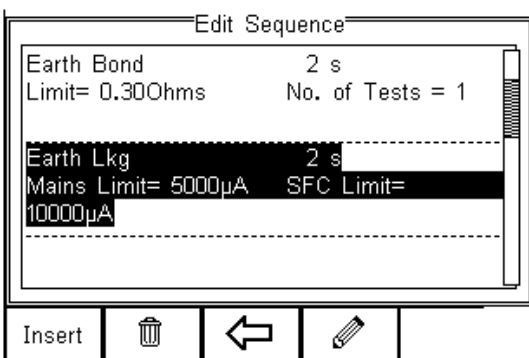 Edit Sequence
Earth Bond 2 s
Limit= 0.30Ohms No. of Tests = 1
Earth Lkg 2 s
Mains Limit= 5000µA SFC Limit=
10000µA
Insert